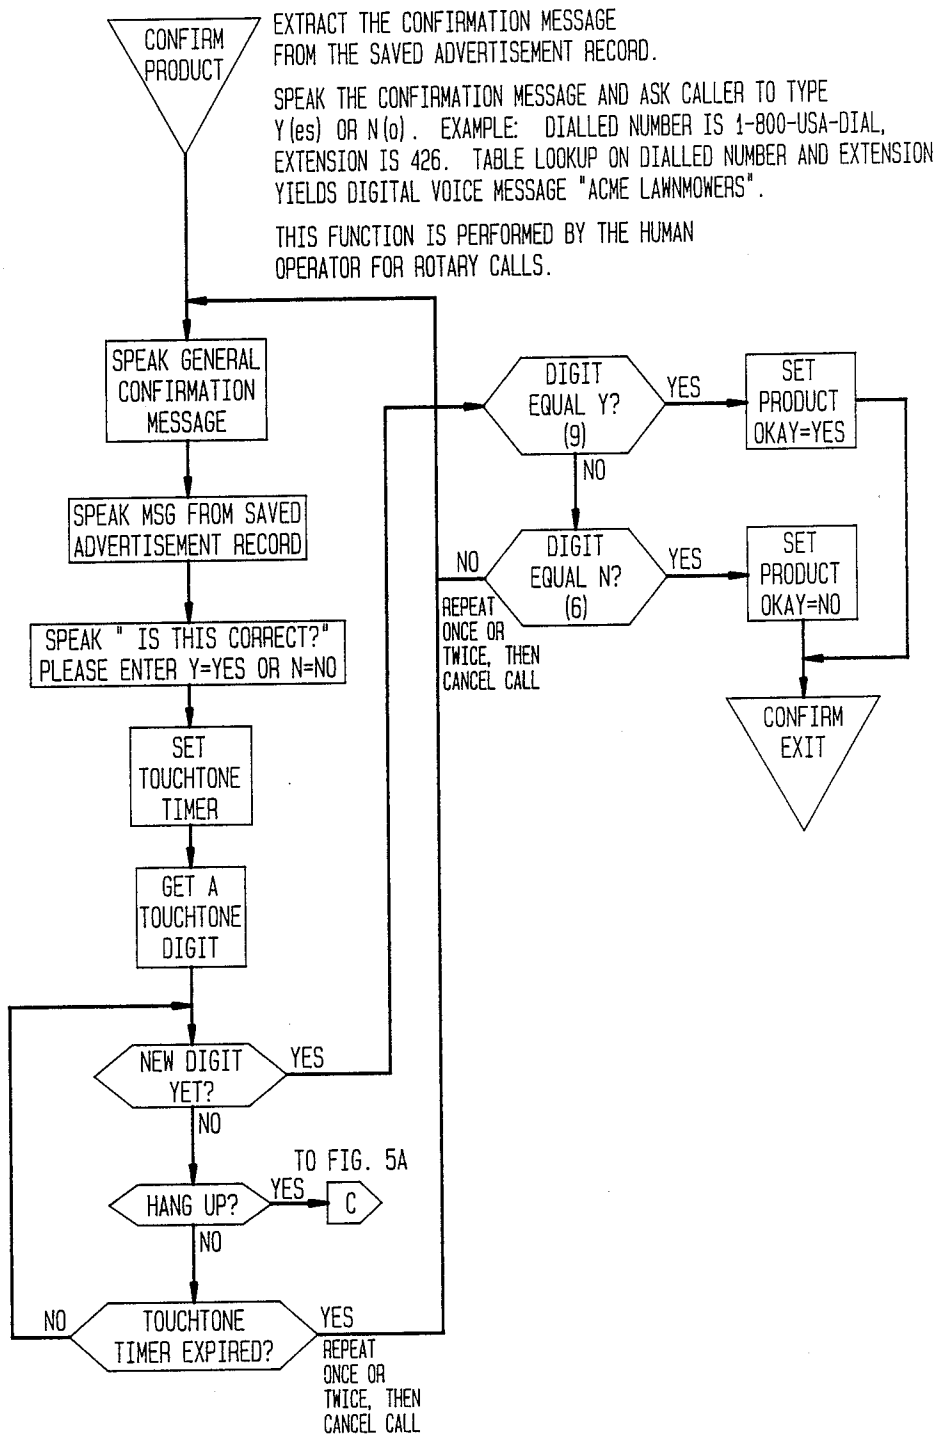 CONFIRM
PRODUCT
EXTRACT THE CONFIRMATION MESSAGE
FROM THE SAVED ADVERTISEMENT RECORD.
SPEAK THE CONFIRMATION MESSAGE AND ASK CALLER TO TYPE
Y(es) OR N(o). EXAMPLE: DIALLED NUMBER IS 1-800-USA-DIAL,
EXTENSION IS 426. TABLE LOOKUP ON DIALLED NUMBER AND EXTENSION
YIELDS DIGITAL VOICE MESSAGE "ACME LAWNMOWERS".
THIS FUNCTION IS PERFORMED BY THE HUMAN
OPERATOR FOR ROTARY CALLS.
SPEAK GENERAL
CONFIRMATION
MESSAGE
SPEAK MSG FROM SAVED
ADVERTISEMENT RECORD
SPEAK " IS THIS CORRECT?"
PLEASE ENTER Y=YES OR N=NO
SET
TOUCHTONE
TIMER
GET A
TOUCHTONE
DIGIT
NEW DIGIT
YET?
YES
NO
HANG UP?
YES
TO FIG. 5A
C
NO
TOUCHTONE
TIMER EXPIRED?
NO
YES
REPEAT
ONCE OR
TWICE, THEN
CANCEL CALL
DIGIT
EQUAL Y?
(9)
YES
SET
PRODUCT
OKAY=YES
NO
DIGIT
EQUAL N?
(6)
NO
REPEAT
ONCE OR
TWICE, THEN
CANCEL CALL
YES
SET
PRODUCT
OKAY=NO
CONFIRM
EXIT